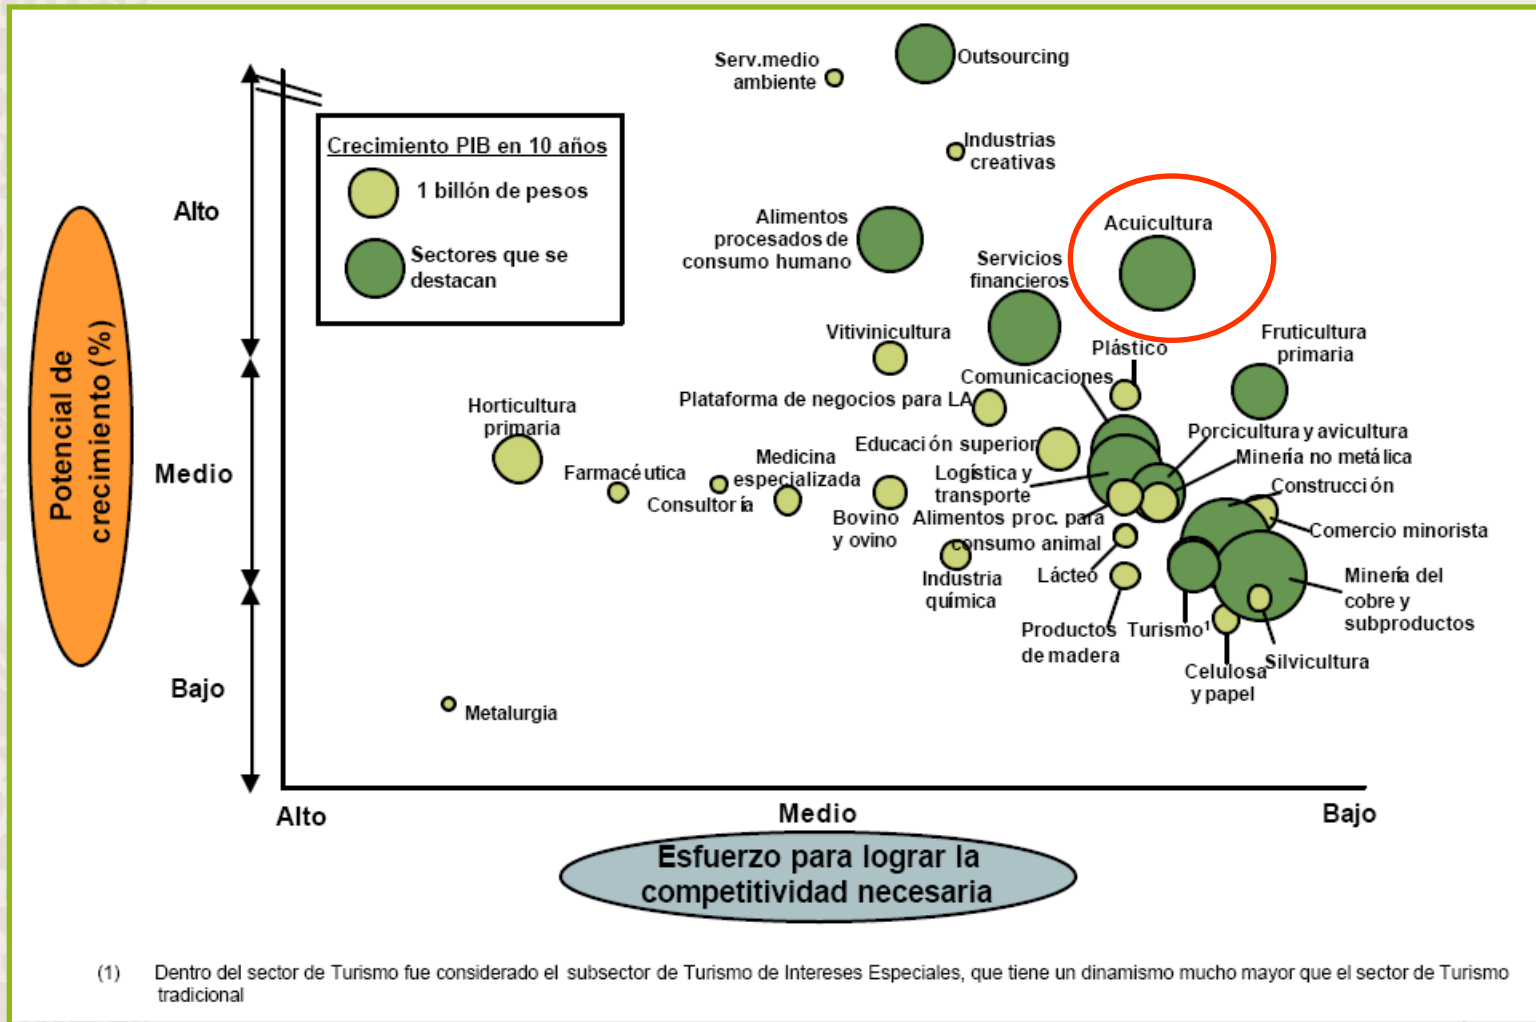 Serv.medio
ambiente
Outsourcing
Crecimiento PIB en 10 años
1 billón de pesos
Sectores que se
destacan
Industrias
creativas
Alto
Alimentos
procesados de
consumo humano
Acuicultura
Servicios
financieros
Vitivinicultura
Plástico
Fruticultura
primaria
Comunicaciones
Plataforma de negocios para LA
Horticultura
primaria
Potencial de
crecimiento (%)
Educación superior
Porcicultura y avicultura
Minería no metálica
Medio
Farmacéutica
Medicina
especializada
Consultoría
Logística y
transporte
Construcción
Bovino
y ovino
Alimentos proc. para
consumo animal
Comercio minorista
Industria
química
Lácteo
Minería del
cobre y
subproductos
Productos
de madera
Turismo¹
Silvicultura
Celulosa
y papel
Bajo
Metalurgia
Alto
Medio
Bajo
Esfuerzo para lograr la
competitividad necesaria
(1) Dentro del sector de Turismo fue considerado el subsector de Turismo de Intereses Especiales, que tiene un dinamismo mucho mayor que el sector de Turismo
tradicional